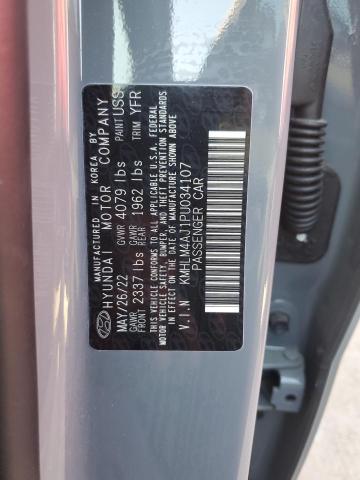 MANUFACTURED IN KOREA BY
HYUNDAI MOTOR COMPANY
MAY/26/22 GVWR 4079 lbs PAINT USS
GAWR FRONT 2337 lbs GAWR REAR 1962 lbs TRIM YFR
THIS VEHICLE CONFORMS TO ALL APPLICABLE U.S.A. FEDERAL
MOTOR VEHICLE SAFETY, BUMPER, AND THEFT PREVENTION STANDARDS
IN EFFECT ON THE DATE OF MANUFACTURE SHOWN ABOVE.
V.I.N KMHLM4AJ1PU034107
PASSENGER CAR